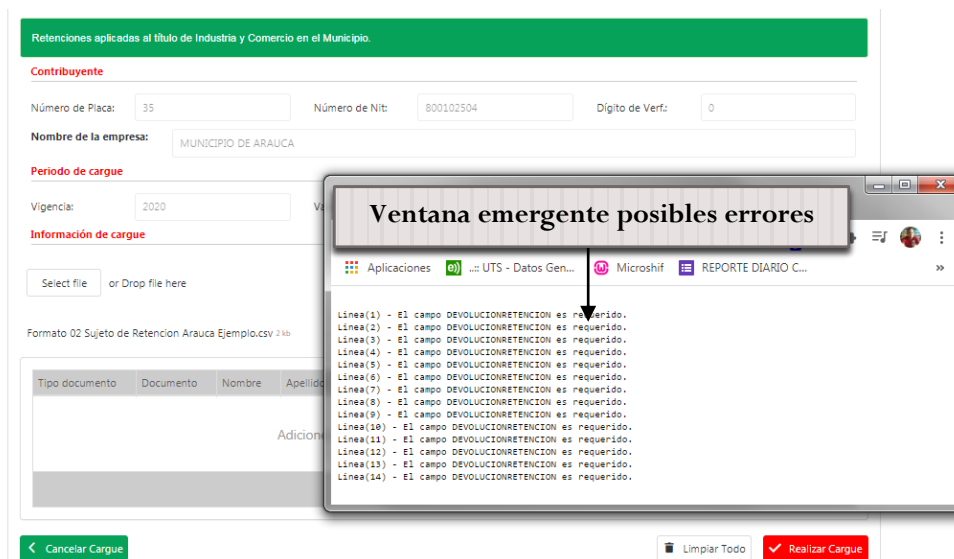 Retenciones aplicadas al título de Industria y Comercio en el Municipio.
Contribuyente
Número de Placa: 35 Número de Nit: 800102504 Dígito de Verf.: 0
Nombre de la empresa: MUNICIPIO DE ARAUCA
Periodo de cargue
Vigencia: 2020
Información de cargue
Select file or Drop file here
Formato 02 Sujeto de Retencion Arauca Ejemplo.csv 2 kb
Tipo documento Documento Nombre Apellido
Ventana emergente posibles errores
Aplicaciones ..:: UTS - Datos Gen... Microshif REPORTE DIARIO C... »
Linea(1) - El campo DEVOLUCIONRETENCION es requerido.
Linea(2) - El campo DEVOLUCIONRETENCION es requerido.
Linea(3) - El campo DEVOLUCIONRETENCION es requerido.
Linea(4) - El campo DEVOLUCIONRETENCION es requerido.
Linea(5) - El campo DEVOLUCIONRETENCION es requerido.
Linea(6) - El campo DEVOLUCIONRETENCION es requerido.
Linea(7) - El campo DEVOLUCIONRETENCION es requerido.
Linea(8) - El campo DEVOLUCIONRETENCION es requerido.
Linea(9) - El campo DEVOLUCIONRETENCION es requerido.
Linea(10) - El campo DEVOLUCIONRETENCION es requerido.
Linea(11) - El campo DEVOLUCIONRETENCION es requerido.
Linea(12) - El campo DEVOLUCIONRETENCION es requerido.
Linea(13) - El campo DEVOLUCIONRETENCION es requerido.
Linea(14) - El campo DEVOLUCIONRETENCION es requerido.
Cancelar Cargue Limpiar Todo Realizar Cargue